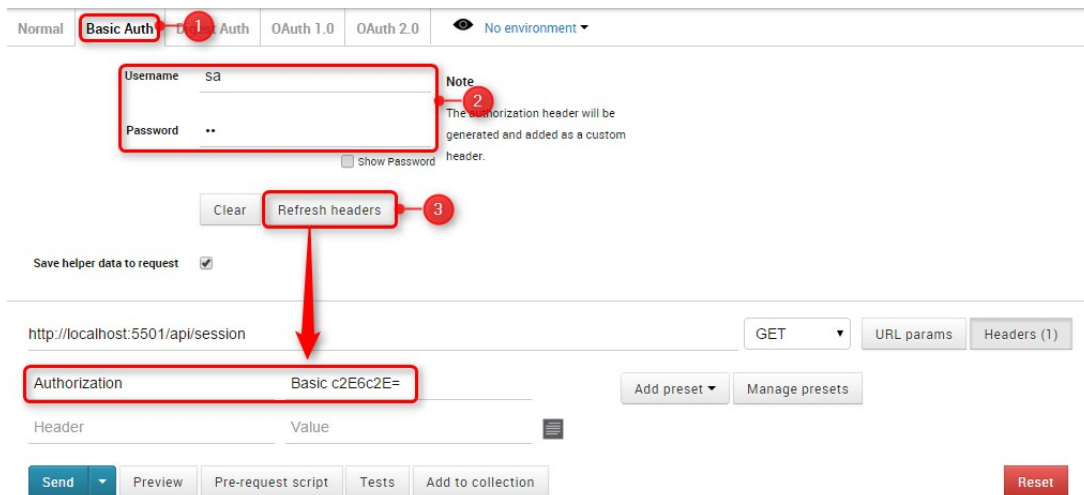 Normal Basic Auth 1 Digest Auth OAuth 1.0 OAuth 2.0 No environment
Username sa
Note
2
The authorization header will be
generated and added as a custom
header.
Password ••
Show Password
Clear Refresh headers 3
Save helper data to request
http://localhost:5501/api/session GET URL params Headers (1)
Authorization Basic c2E6c2E= Add preset Manage presets
Header Value
Send Preview Pre-request script Tests Add to collection Reset